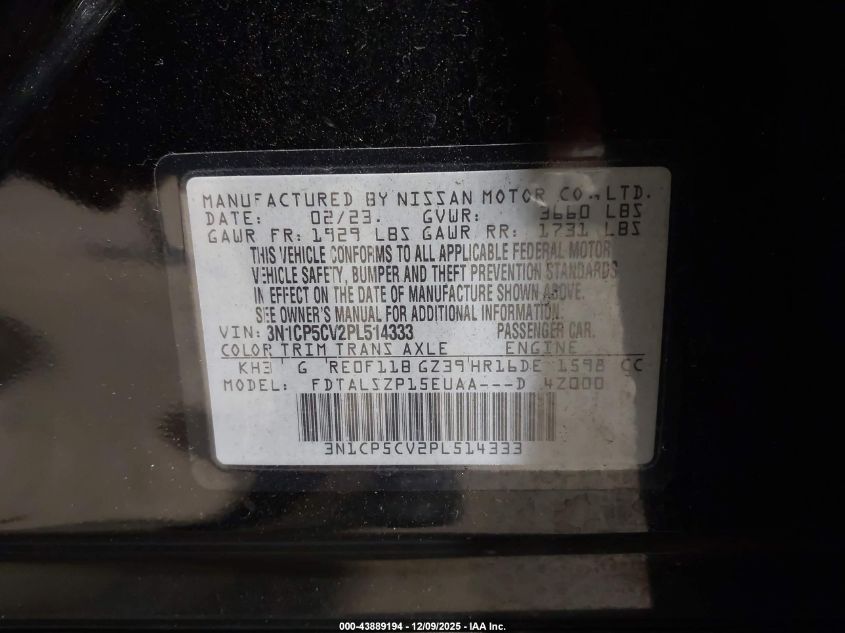 MANUFACTURED BY NISSAN MOTOR CO., LTD.
DATE: 02/23. GVWR: 3660 LBS
GAWR FR: 1929 LBS GAWR RR: 1731 LBS
THIS VEHICLE CONFORMS TO ALL APPLICABLE FEDERAL MOTOR
VEHICLE SAFETY, BUMPER AND THEFT PREVENTION STANDARDS
IN EFFECT ON THE DATE OF MANUFACTURE SHOWN ABOVE.
SEE OWNER'S MANUAL FOR ADDITIONAL INFORMATION.
VIN: 3N1CP5CV2PL514333 PASSENGER CAR.
COLOR TRIM TRANS AXLE ENGINE
KH3 G RE0F11B GZ39 HR16DE 1598 CC
MODEL: FDTALSZP15EUAA---D 4Z000
3N1CP5CV2PL514333
000-43889194 - 12/09/2025 - IAA Inc.